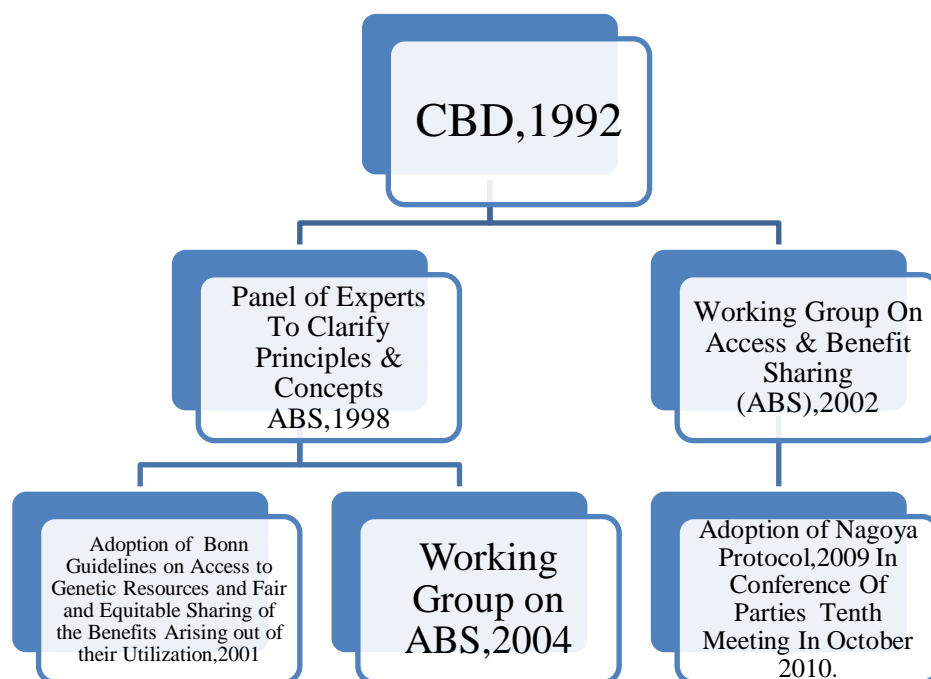 CBD,1992
Panel of Experts
To Clarify
Principles &
Concepts
ABS,1998
Working Group On
Access & Benefit
Sharing
(ABS),2002
Adoption of Bonn
Guidelines on Access to
Genetic Resources and Fair
and Equitable Sharing of
the Benefits Arising out of
their Utilization,2001
Working
Group on
ABS,2004
Adoption of Nagoya
Protocol,2009 In
Conference Of
Parties Tenth
Meeting In October
2010.